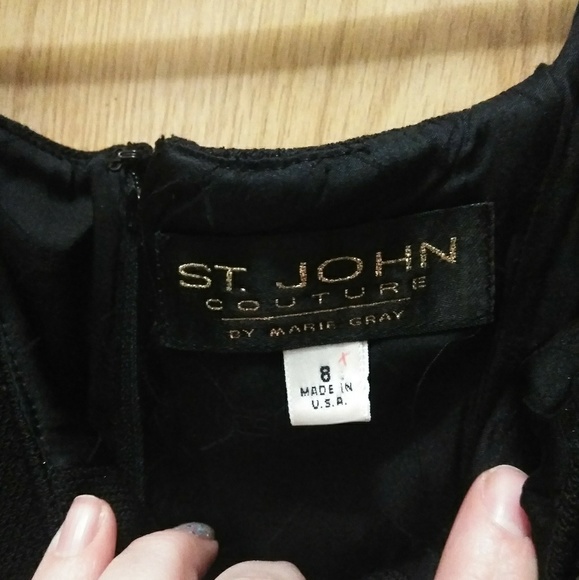 ST. JOHN
COUTURE
BY MARIE GRAY
8
MADE IN
U.S.A.